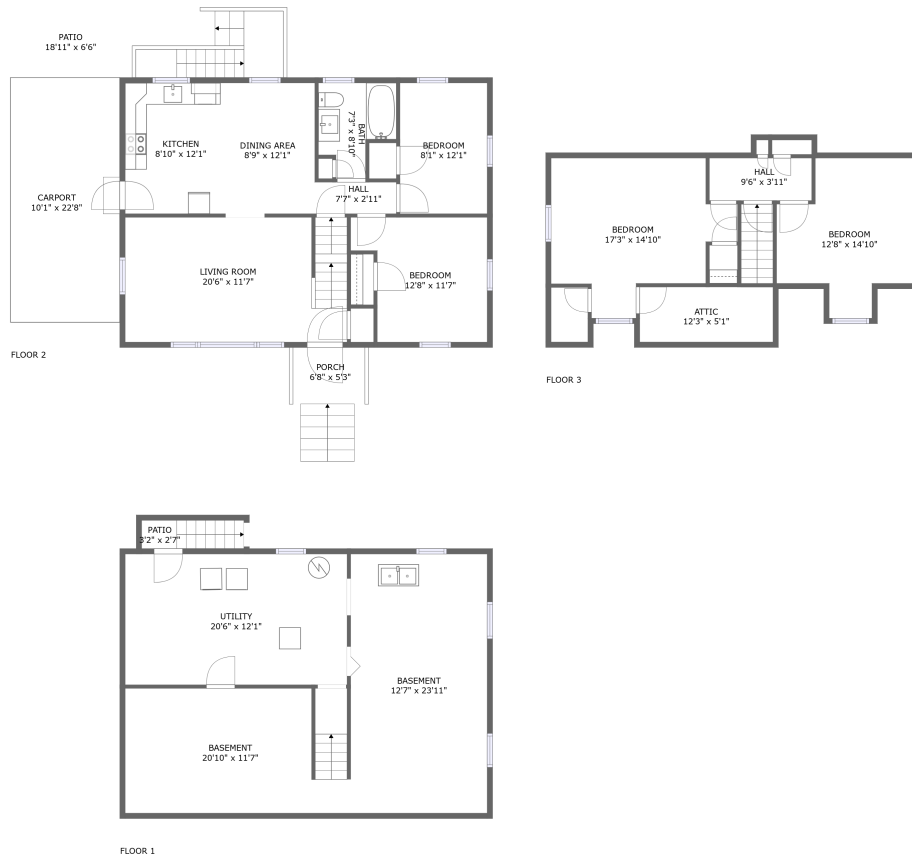 PATIO
18'11" x 6'6"
KITCHEN
8'10" x 12'1"
DINING AREA
8'9" x 12'1"
BATH
7'3" x 8'10"
BEDROOM
8'1" x 12'1"
HALL
7'7" x 2'11"
CARPORT
10'1" x 22'8"
LIVING ROOM
20'6" x 11'7"
BEDROOM
12'8" x 11'7"
PORCH
6'8" x 5'3"
FLOOR 2
HALL
9'6" x 3'11"
BEDROOM
17'3" x 14'10"
BEDROOM
12'8" x 14'10"
ATTIC
12'3" x 5'1"
FLOOR 3
PATIO
3'2" x 2'7"
UTILITY
20'6" x 12'1"
BASEMENT
12'7" x 23'11"
BASEMENT
20'10" x 11'7"
FLOOR 1